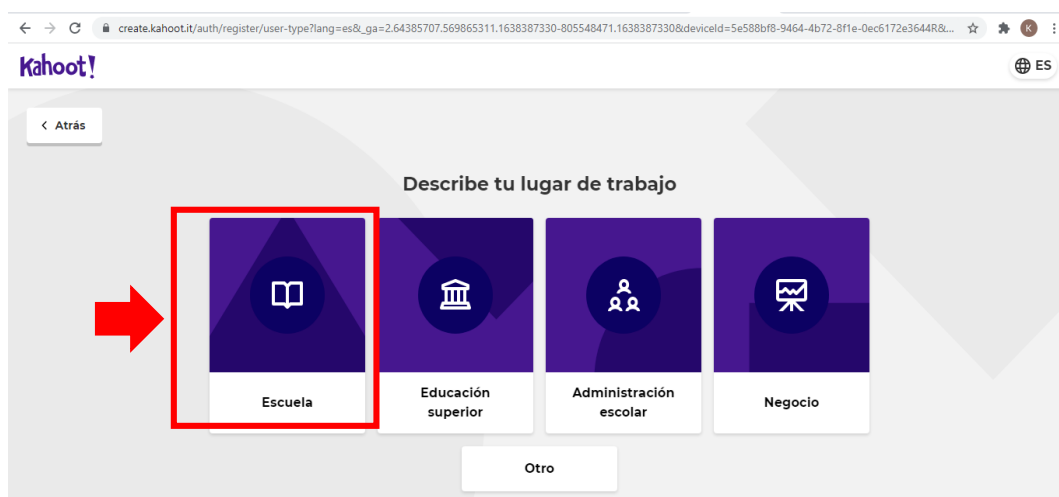 create.kahoot.it/auth/register/user-type?lang=es&_ga=2.64385707.569865311.1638387330-805548471.1638387330&deviceId=5e588bf8-9464-4b72-8f1e-0ec6172e3644R&...
K
Kahoot!
ES
Atrás
Describe tu lugar de trabajo
Escuela
Educación
superior
Administración
escolar
Negocio
Otro